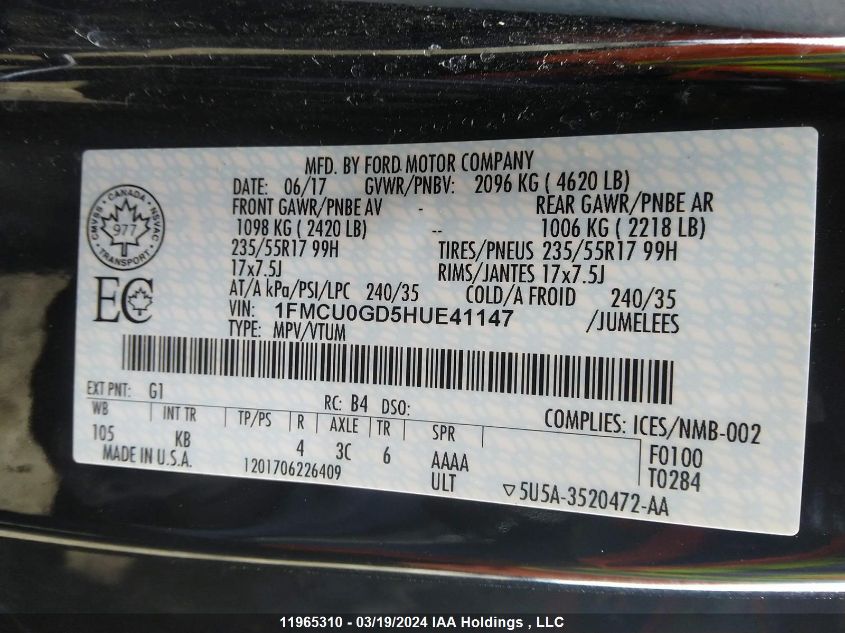 MFD. BY FORD MOTOR COMPANY
DATE: 06/17 GVWR/PNBV: 2096 KG ( 4620 LB)
FRONT GAWR/PNBE AV - REAR GAWR/PNBE AR
1098 KG ( 2420 LB) -- 1006 KG ( 2218 LB)
235/55R17 99H TIRES/PNEUS 235/55R17 99H
17x7.5J RIMS/JANTES 17x7.5J
AT/A kPa/PSI/LPC 240/35 COLD/A FROID 240/35
VIN: 1FMCU0GD5HUE41147 /JUMELEES
TYPE: MPV/VTUM
CANADA
CMVSS NSVAC
977
TRANSPORT
EC
EXT PNT: G1 RC: B4 DSO:
WB INT TR TP/PS R AXLE TR SPR COMPLIES: ICES/NMB-002
105 KB 4 3C 6 AAAA F0100
MADE IN U.S.A. 1201706226409 ULT T0284
▽5U5A-3520472-AA
11965310 - 03/19/2024 IAA Holdings , LLC